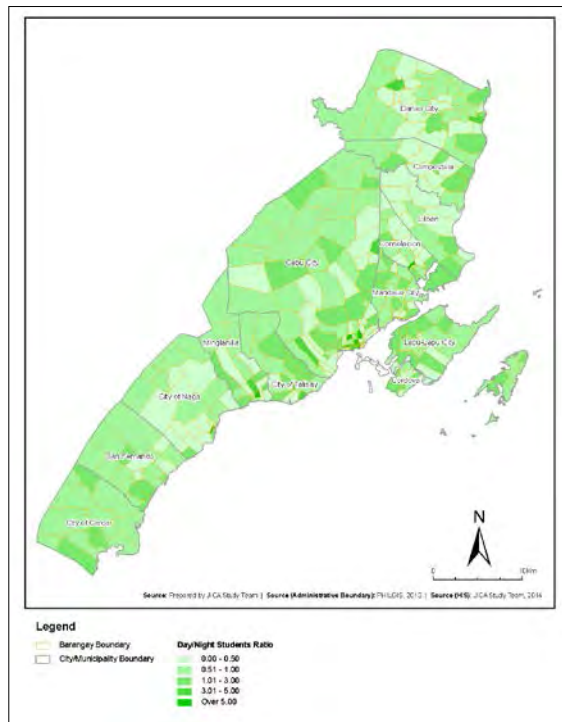 Danao City
Compostela
Liloan
Consolacion
Cebu City
Mandaue City
Lapu-Lapu City
Minglanilla
Cordova
City of Talisay
City of Naga
San Fernando
City of Carcar
N
0
10 Km
Source: Prepared by JICA Study Team | Source (Administrative Boundary): PHILGIS, 2013 | Source (HIS): JICA Study Team, 2014
Legend
Barangay Boundary
City/Municipality Boundary
Day/Night Students Ratio
0.00 - 0.50
0.51 - 1.00
1.01 - 3.00
3.01 - 5.00
Over 5.00